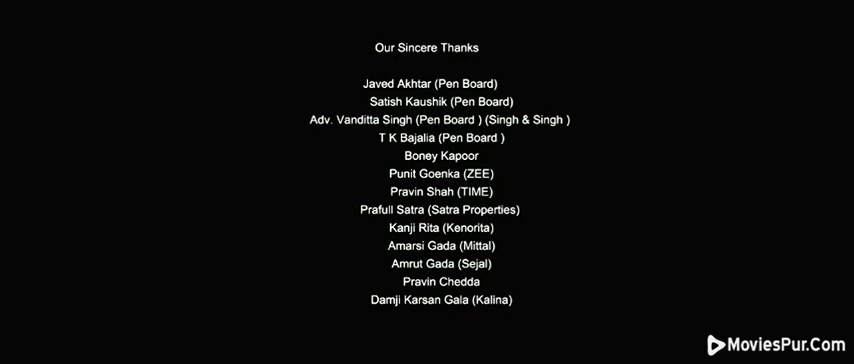 Our Sincere Thanks
Javed Akhtar (Pen Board)
Satish Kaushik (Pen Board)
Adv. Vanditta Singh (Pen Board ) (Singh & Singh )
T K Bajalia (Pen Board )
Boney Kapoor
Punit Goenka (ZEE)
Pravin Shah (TIME)
Prafull Satra (Satra Properties)
Kanji Rita (Kenorita)
Amarsi Gada (Mittal)
Amrut Gada (Sejal)
Pravin Chedda
Damji Karsan Gala (Kalina)
MoviesPur.Com